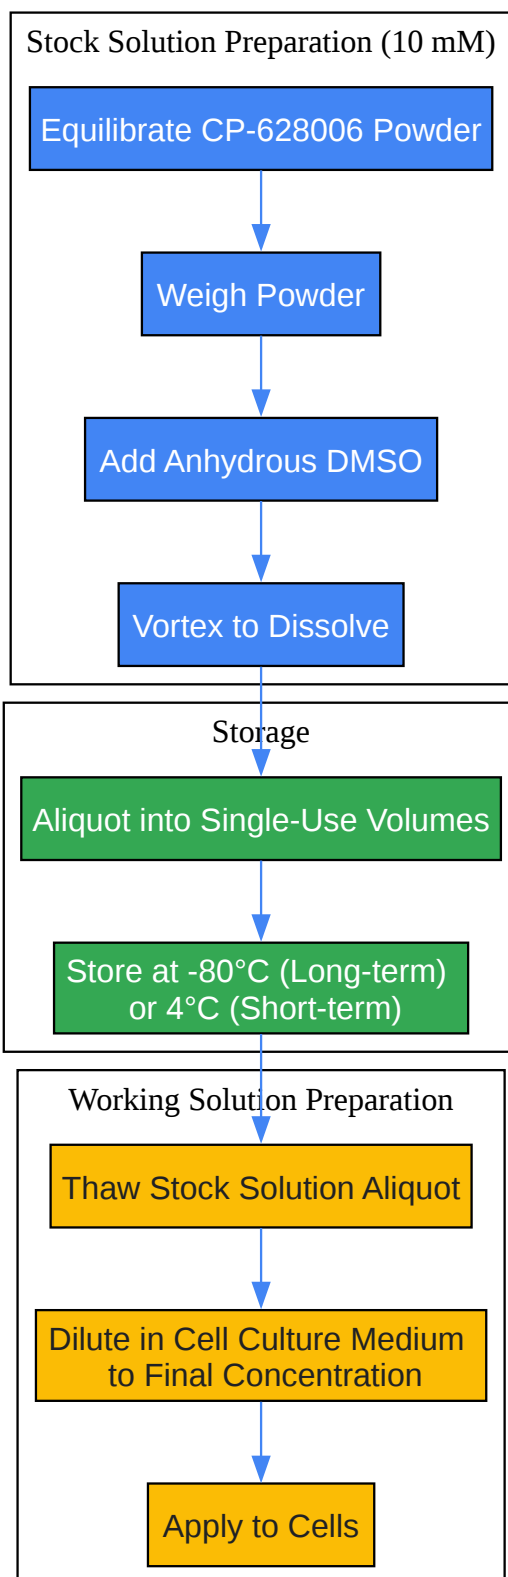 Stock Solution Preparation (10 mM)
Equilibrate CP-628006 Powder
Weigh Powder
Add Anhydrous DMSO
Vortex to Dissolve
Storage
Aliquot into Single-Use Volumes
Store at -80°C (Long-term)
or 4°C (Short-term)
Working Solution Preparation
Thaw Stock Solution Aliquot
Dilute in Cell Culture Medium
to Final Concentration
Apply to Cells